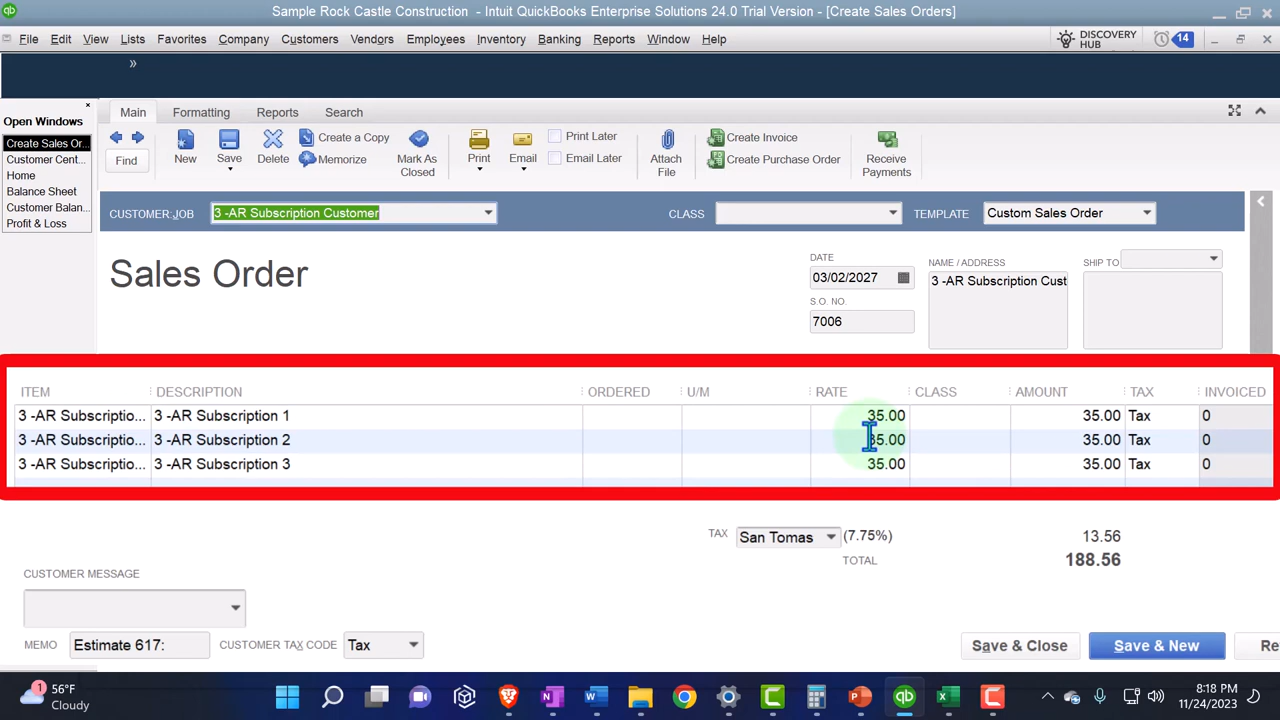 Sample Rock Castle Construction - Intuit QuickBooks Enterprise Solutions 24.0 Trial Version - [Create Sales Orders]
File Edit View Lists Favorites Company Customers Vendors Employees Inventory Banking Reports Window Help
DISCOVERY HUB 14
»
Open Windows
Create Sales Or...
Customer Cent...
Home
Balance Sheet
Customer Balan...
Profit & Loss
Main Formatting Reports Search
Find New Save Delete Create a Copy Memorize Mark As Closed Print Email Print Later Email Later Attach File Create Invoice Create Purchase Order Receive Payments
CUSTOMER:JOB 3 -AR Subscription Customer CLASS TEMPLATE Custom Sales Order
Sales Order
DATE
03/02/2027
S.O. NO.
7006
NAME / ADDRESS
3 -AR Subscription Cust
SHIP TO
ITEM DESCRIPTION ORDERED U/M RATE CLASS AMOUNT TAX INVOICED
3 -AR Subscriptio... 3 -AR Subscription 1 35.00 35.00 Tax 0
3 -AR Subscriptio... 3 -AR Subscription 2 35.00 35.00 Tax 0
3 -AR Subscriptio... 3 -AR Subscription 3 35.00 35.00 Tax 0
TAX San Tomas (7.75%) 13.56
TOTAL 188.56
CUSTOMER MESSAGE
MEMO Estimate 617: CUSTOMER TAX CODE Tax Save & Close Save & New Re
1 56°F
Cloudy
8:18 PM
11/24/2023